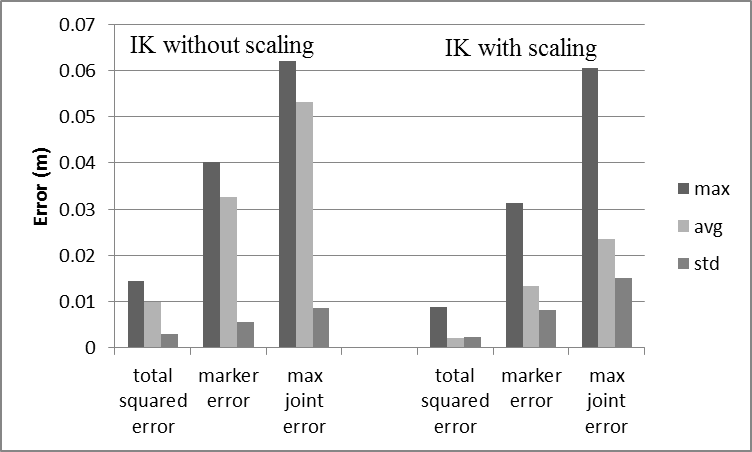 IK without scaling
IK with scaling
Error (m)
0.07
0.06
0.05
0.04
0.03
0.02
0.01
0
total
squared
error
marker
error
max
joint
error
total
squared
error
marker
error
max
joint
error
max
avg
std